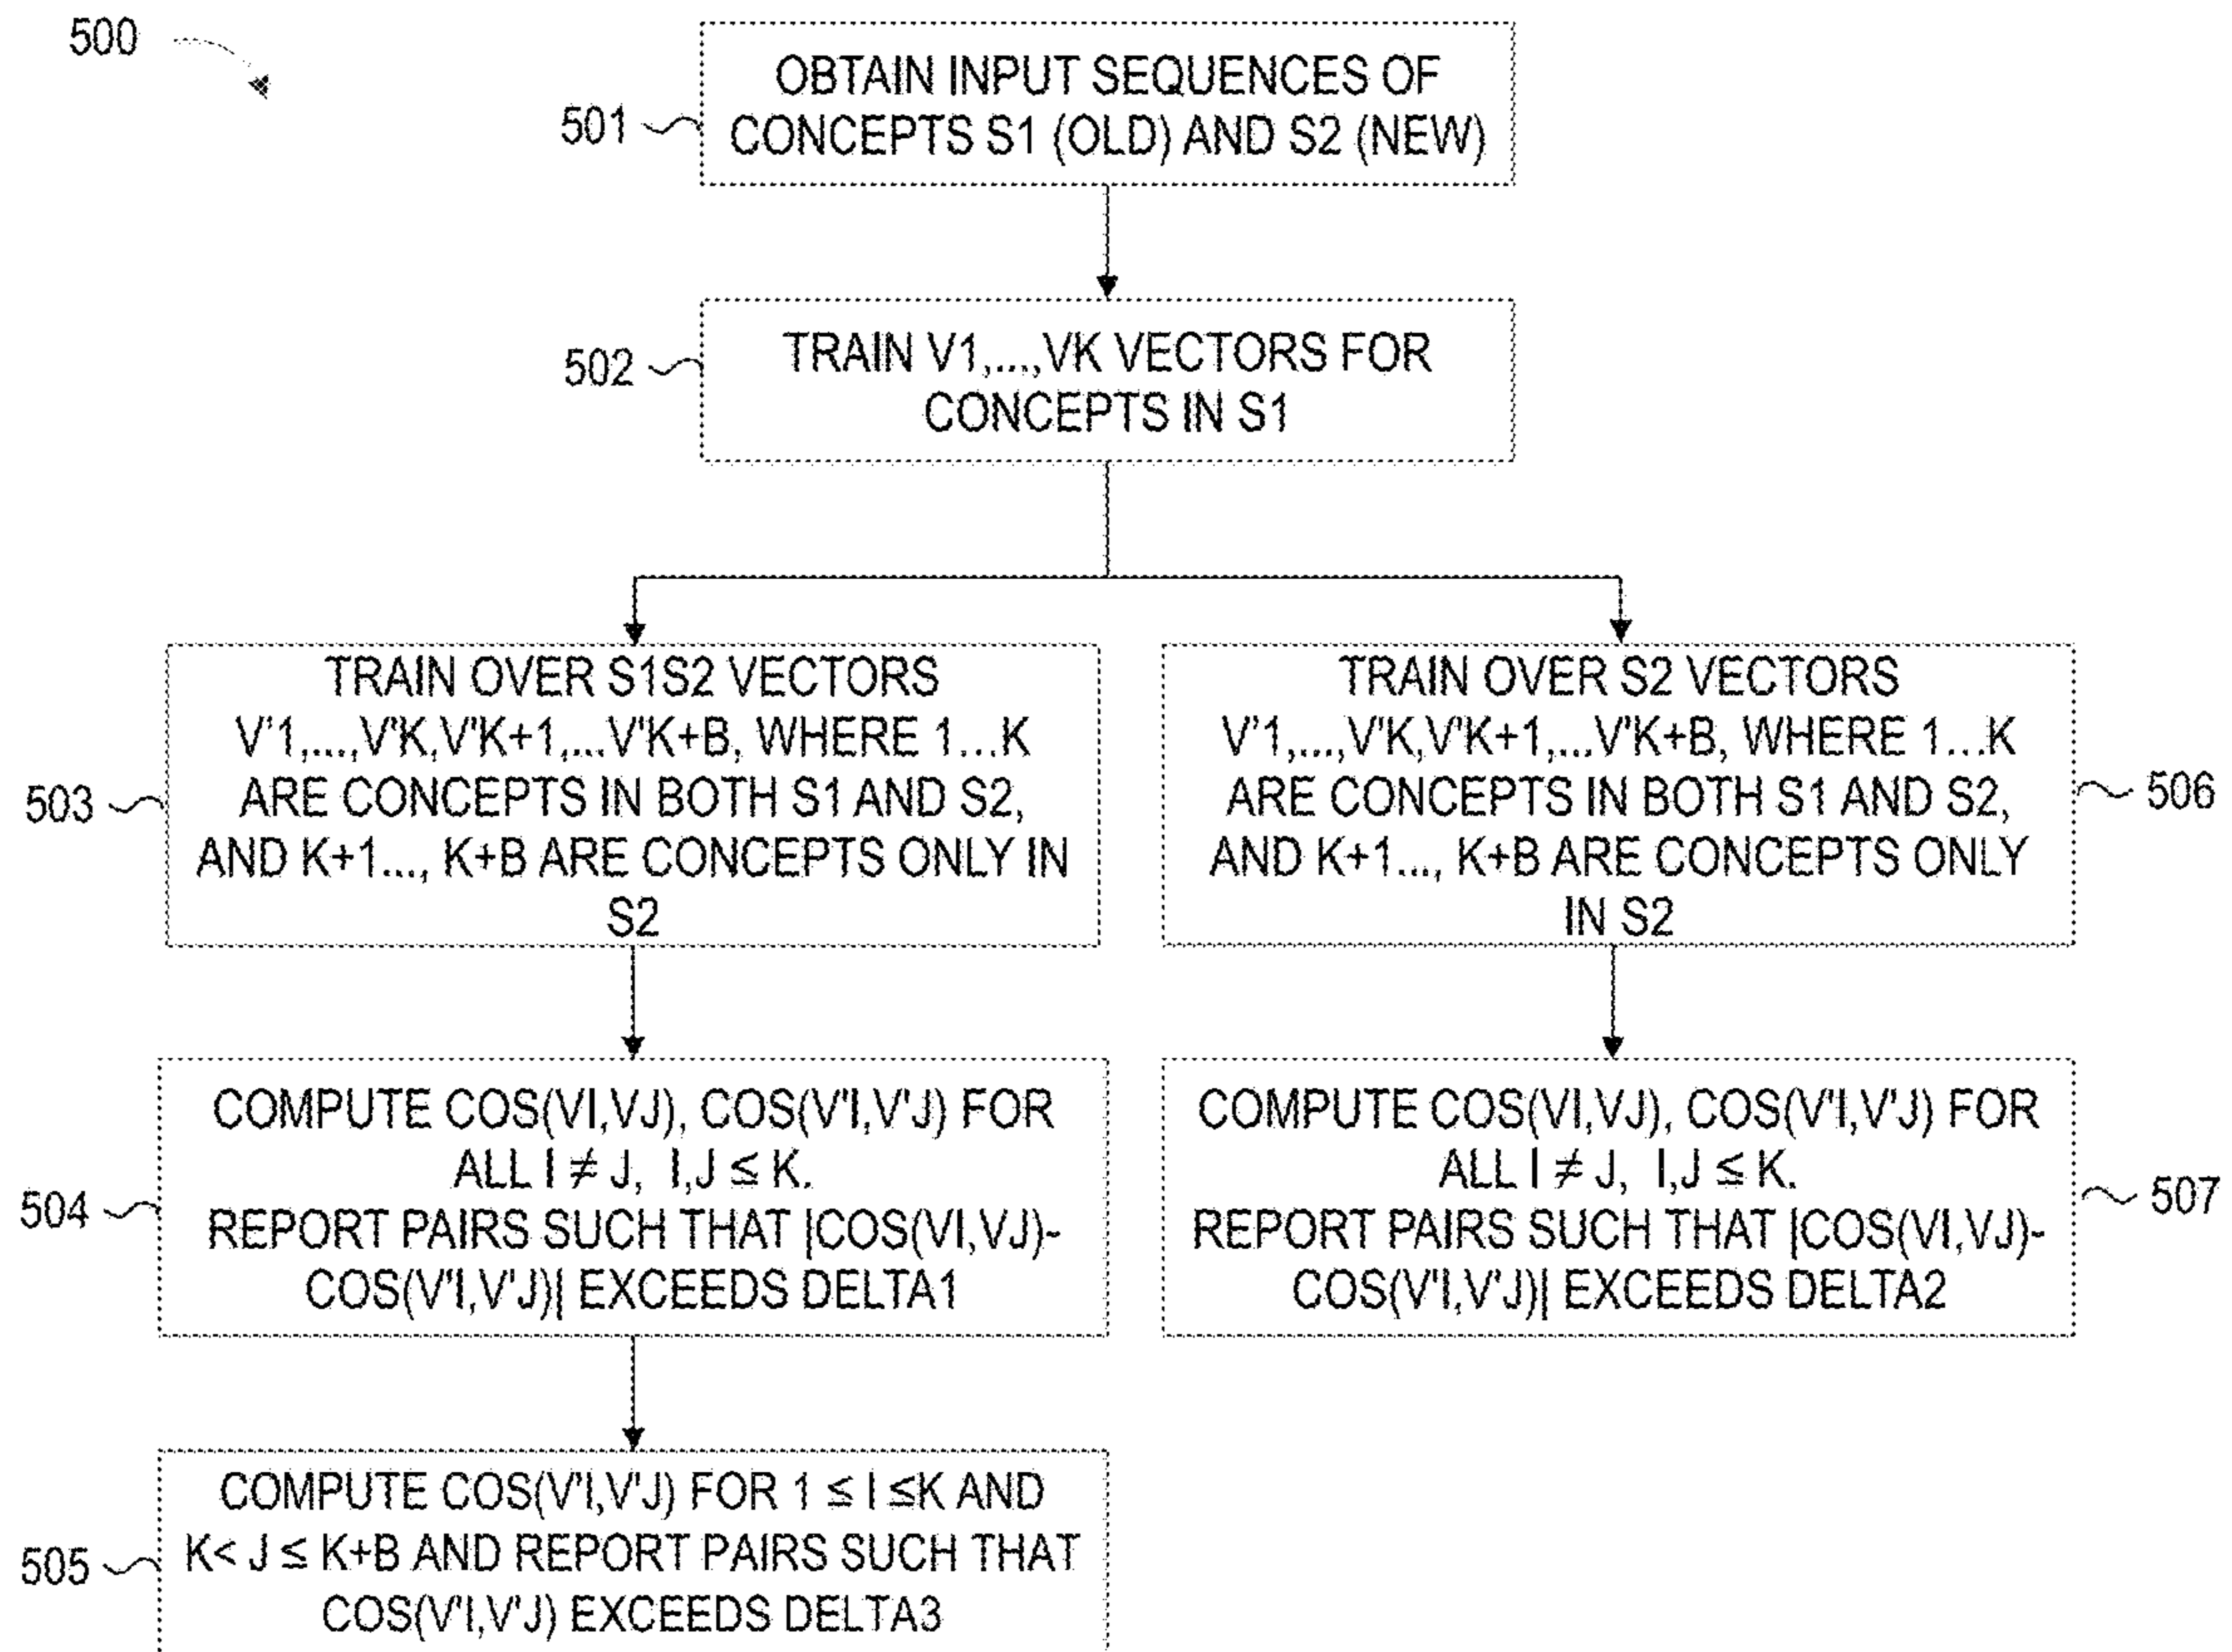 500
OBTAIN INPUT SEQUENCES OF
CONCEPTS S1 (OLD) AND S2 (NEW)
501
TRAIN V1,...,VK VECTORS FOR
CONCEPTS IN S1
502
TRAIN OVER S1S2 VECTORS
V'1,...,V'K,V'K+1,...V'K+B, WHERE 1...K
ARE CONCEPTS IN BOTH S1 AND S2,
AND K+1..., K+B ARE CONCEPTS ONLY IN
S2
503
TRAIN OVER S2 VECTORS
V'1,...,V'K,V'K+1,...V'K+B, WHERE 1...K
ARE CONCEPTS IN BOTH S1 AND S2,
AND K+1..., K+B ARE CONCEPTS ONLY
IN S2
506
COMPUTE COS(VI,VJ), COS(V'I,V'J) FOR
ALL I ≠ J, I,J ≤ K.
REPORT PAIRS SUCH THAT |COS(VI,VJ)-
COS(V'I,V'J)| EXCEEDS DELTA1
504
COMPUTE COS(VI,VJ), COS(V'I,V'J) FOR
ALL I ≠ J, I,J ≤ K.
REPORT PAIRS SUCH THAT |COS(VI,VJ)-
COS(V'I,V'J)| EXCEEDS DELTA2
507
COMPUTE COS(V'I,V'J) FOR 1 ≤ I ≤K AND
K< J ≤ K+B AND REPORT PAIRS SUCH THAT
COS(V'I,V'J) EXCEEDS DELTA3
505